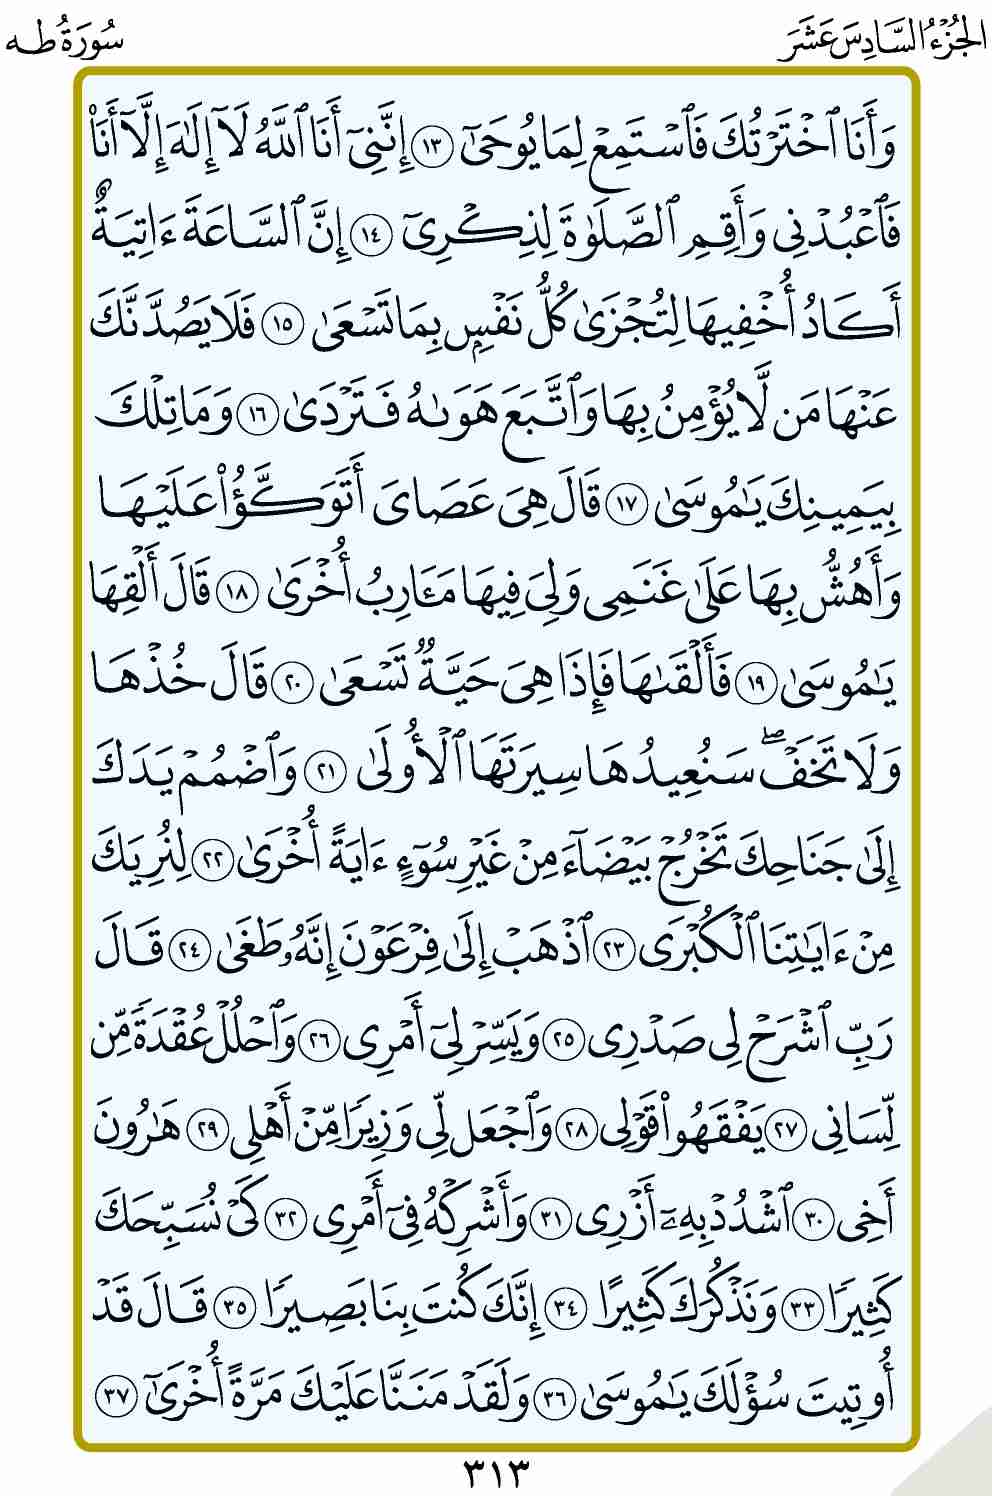 الجُزْءُ السَّادِسَ عَشَرَ
سُورَةُ طه
وَأَنَا ٱخْتَرْتُكَ فَٱسْتَمِعْ لِمَا يُوحَىٰٓ ١٣ إِنَّنِىٓ أَنَا ٱللَّهُ لَآ إِلَٰهَ إِلَّآ أَنَا۠
فَٱعْبُدْنِى وَأَقِمِ ٱلصَّلَوٰةَ لِذِكْرِىٓ ١٤ إِنَّ ٱلسَّاعَةَ ءَاتِيَةٌ
أَكَادُ أُخْفِيهَا لِتُجْزَىٰ كُلُّ نَفْسٍۭ بِمَا تَسْعَىٰ ١٥ فَلَا يَصُدَّنَّكَ
عَنْهَا مَن لَّا يُؤْمِنُ بِهَا وَٱتَّبَعَ هَوَىٰهُ فَتَرْدَىٰ ١٦ وَمَا تِلْكَ
بِيَمِينِكَ يَٰمُوسَىٰ ١٧ قَالَ هِىَ عَصَاىَ أَتَوَكَّؤُا۟ عَلَيْهَا
وَأَهُشُّ بِهَا عَلَىٰ غَنَمِى وَلِىَ فِيهَا مَـَٔارِبُ أُخْرَىٰ ١٨ قَالَ أَلْقِهَا
يَٰمُوسَىٰ ١٩ فَأَلْقَىٰهَا فَإِذَا هِىَ حَيَّةٌ تَسْعَىٰ ٢٠ قَالَ خُذْهَا
وَلَا تَخَفْ ۖ سَنُعِيدُهَا سِيرَتَهَا ٱلْأُولَىٰ ٢١ وَٱضْمُمْ يَدَكَ
إِلَىٰ جَنَاحِكَ تَخْرُجْ بَيْضَآءَ مِنْ غَيْرِ سُوٓءٍ ءَايَةً أُخْرَىٰ ٢٢ لِنُرِيَكَ
مِنْ ءَايَٰتِنَا ٱلْكُبْرَى ٢٣ ٱذْهَبْ إِلَىٰ فِرْعَوْنَ إِنَّهُۥ طَغَىٰ ٢٤ قَالَ
رَبِّ ٱشْرَحْ لِى صَدْرِى ٢٥ وَيَسِّرْ لِىٓ أَمْرِى ٢٦ وَٱحْلُلْ عُقْدَةً مِّن
لِّسَانِى ٢٧ يَفْقَهُوا۟ قَوْلِى ٢٨ وَٱجْعَل لِّى وَزِيرًا مِّنْ أَهْلِى ٢٩ هَٰرُونَ
أَخِى ٣٠ ٱشْدُدْ بِهِۦٓ أَزْرِى ٣١ وَأَشْرِكْهُ فِىٓ أَمْرِى ٣٢ كَىْ نُسَبِّحَكَ
كَثِيرًا ٣٣ وَنَذْكُرَكَ كَثِيرًا ٣٤ إِنَّكَ كُنتَ بِنَا بَصِيرًا ٣٥ قَالَ قَدْ
أُوتِيتَ سُؤْلَكَ يَٰمُوسَىٰ ٣٦ وَلَقَدْ مَنَنَّا عَلَيْكَ مَرَّةً أُخْرَىٰٓ ٣٧
٣١٣